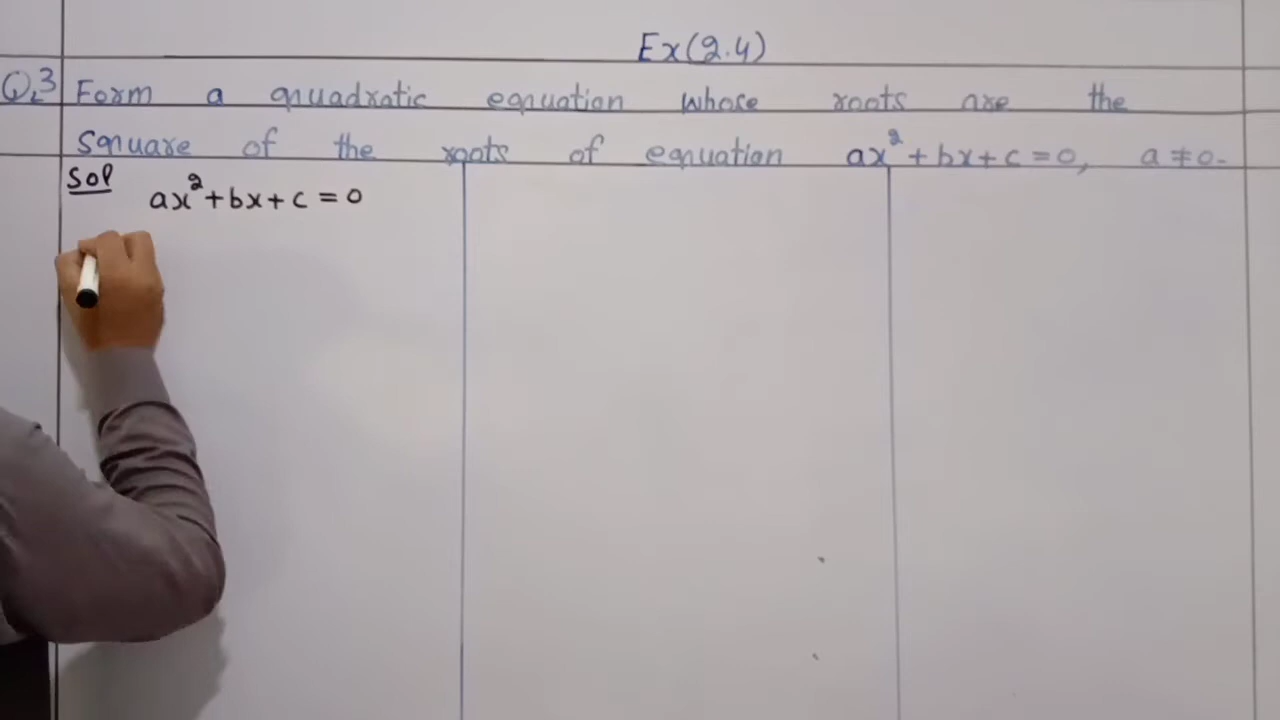 Ex(2.4)
Q.3 Form a quadratic equation whose roots are the
square of the roots of equation ax²+bx+c=0, a≠0.
Sol ax²+bx+c=0